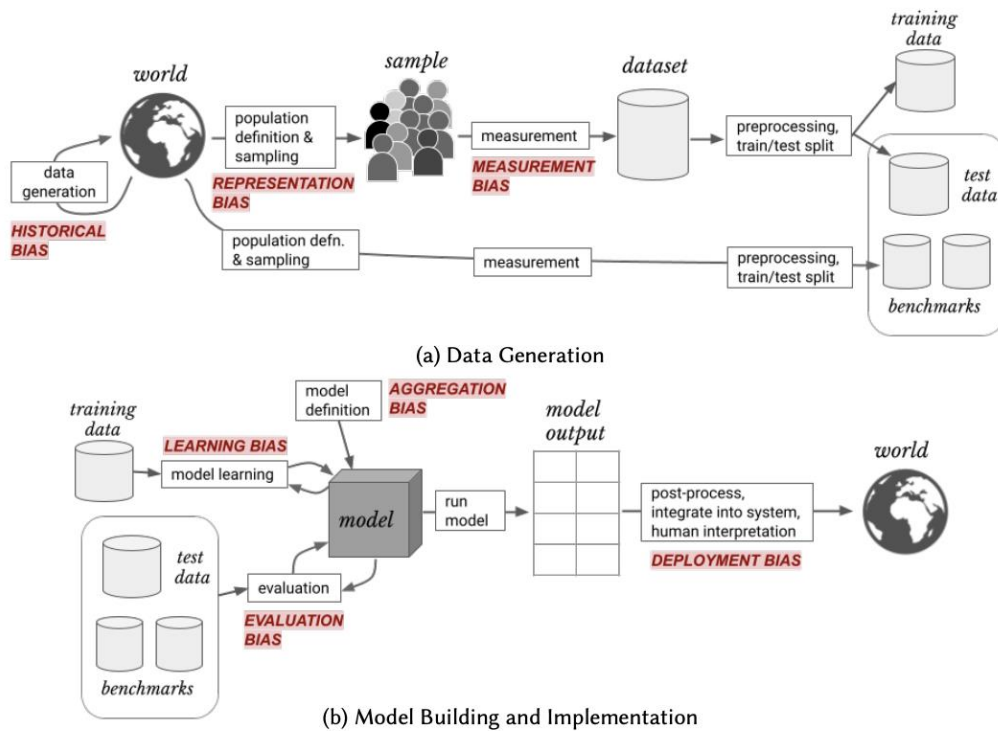 training
data
sample
world
dataset
population
definition &
sampling
measurement
preprocessing,
train/test split
data
generation
REPRESENTATION
BIAS
MEASUREMENT
BIAS
test
data
HISTORICAL
BIAS
population defn.
& sampling
measurement
preprocessing,
train/test split
benchmarks
(a) Data Generation
model
definition
AGGREGATION
BIAS
training
data
model
output
LEARNING BIAS
model learning
world
model
run
model
post-process,
integrate into system,
human interpretation
DEPLOYMENT BIAS
test
data
evaluation
EVALUATION
BIAS
benchmarks
(b) Model Building and Implementation